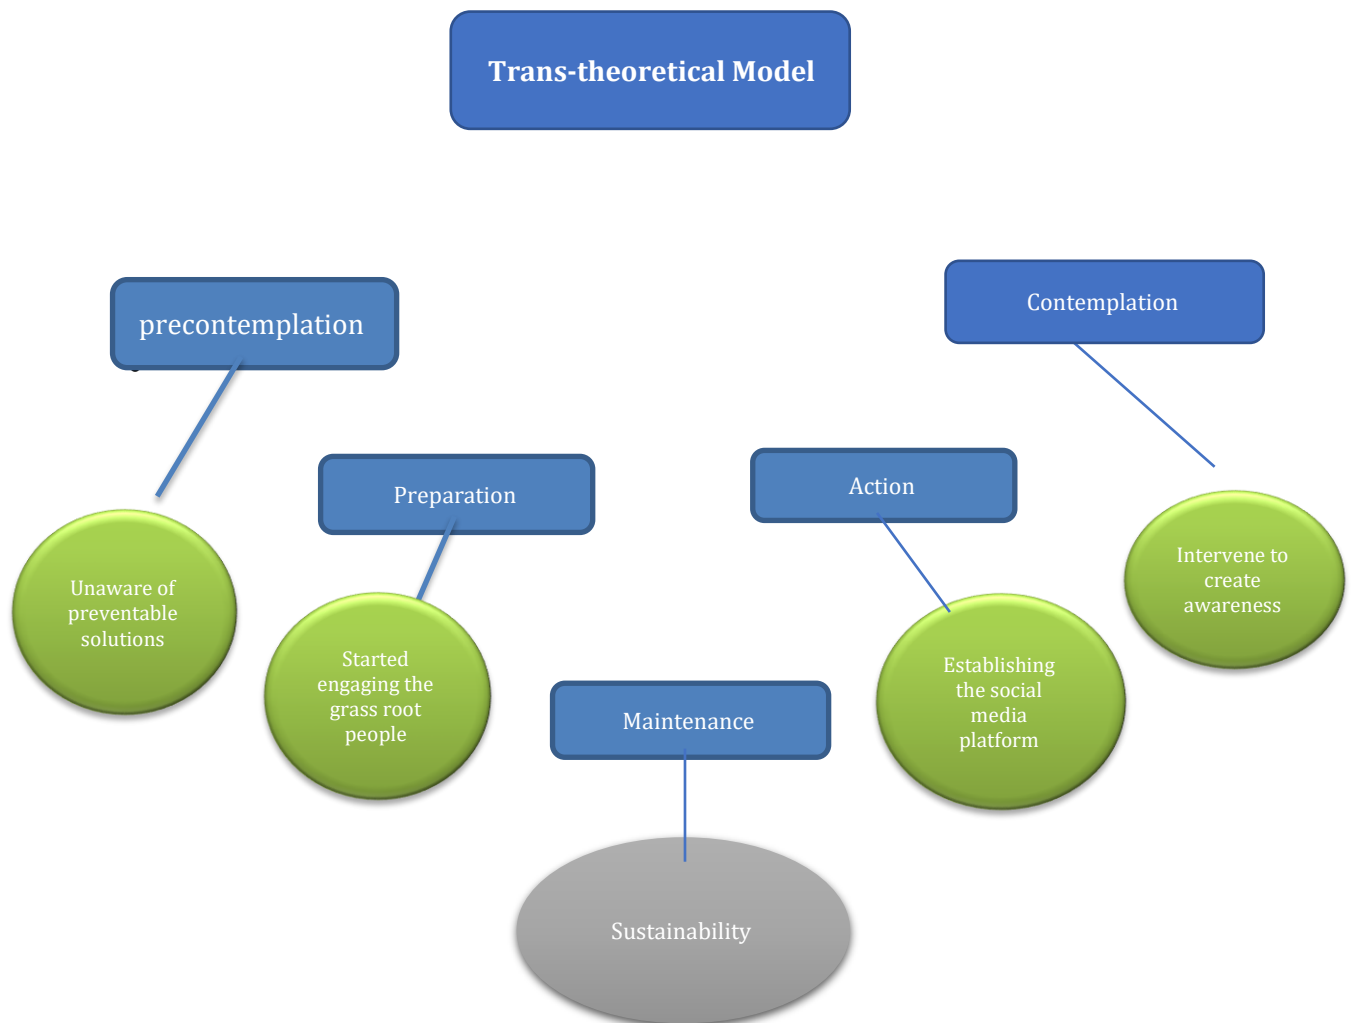 Trans-theoretical Model
precontemplation
Contemplation
Preparation
Action
Unaware of
preventable
solutions
Started
engaging the
grass root
people
Maintenance
Establishing
the social
media
platform
Intervene to
create
awareness
Sustainability